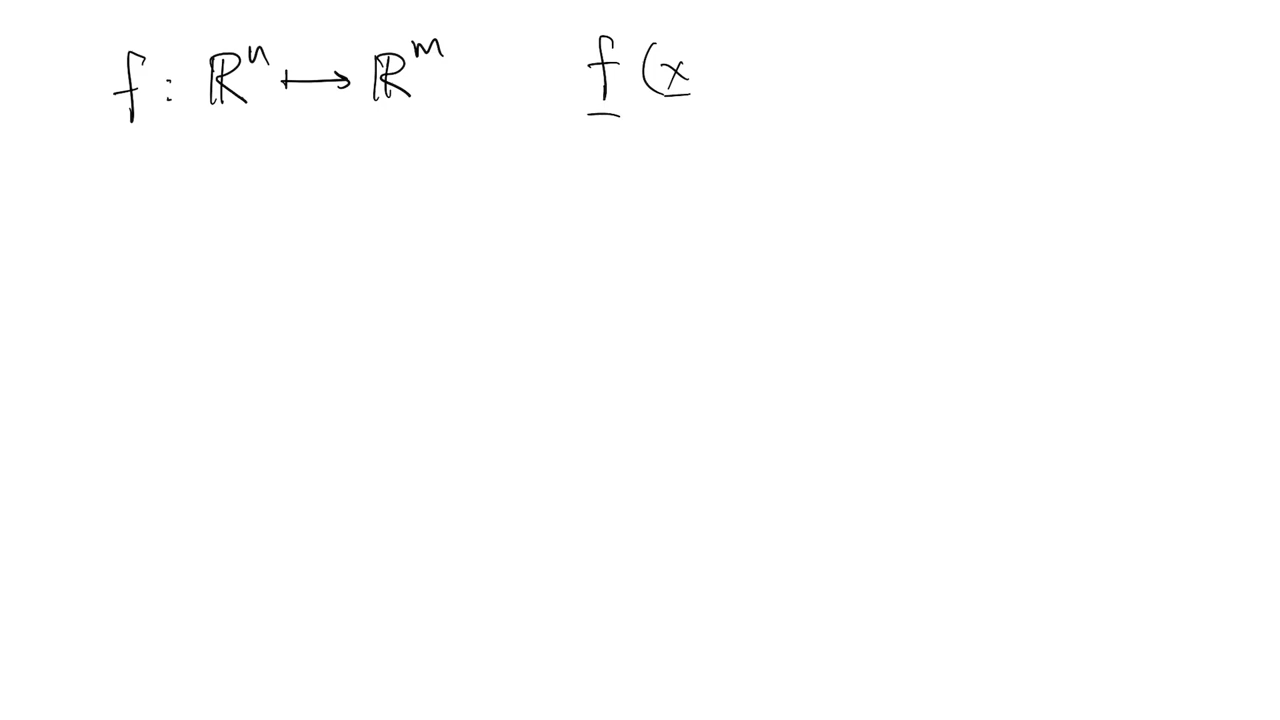 f : ℝⁿ ⟼ ℝᵐ f̲ (x̲